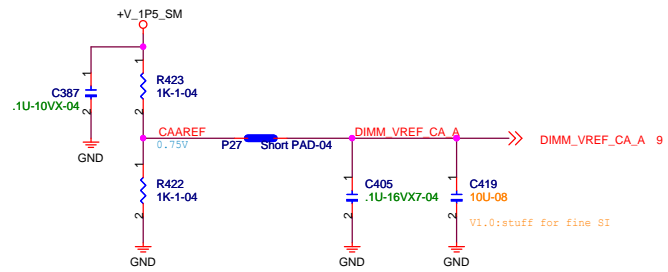 +V_1P5_SM
1
C387
.1U-10VX-04
2
GND
1
R423
1K-1-04
2
CAAREF
0.75V
P27
Short PAD-04
DIMM_VREF_CA_A
DIMM_VREF_CA_A 9
1
R422
1K-1-04
2
GND
1
C405
.1U-16VX7-04
2
GND
1
C419
10U-08
2
V1.0:stuff for fine SI
GND